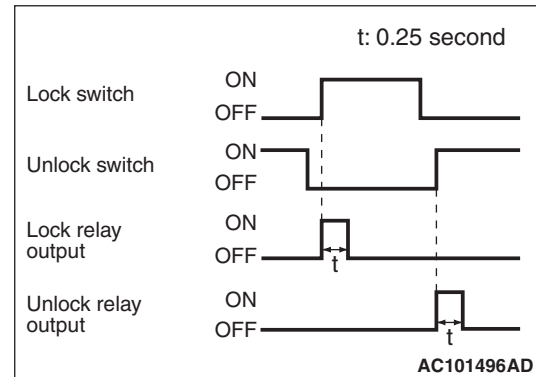 t: 0.25 second
Lock switch
ON
OFF
Unlock switch
ON
OFF
Lock relay
output
ON
OFF
t
Unlock relay
output
ON
OFF
t
AC101496AD